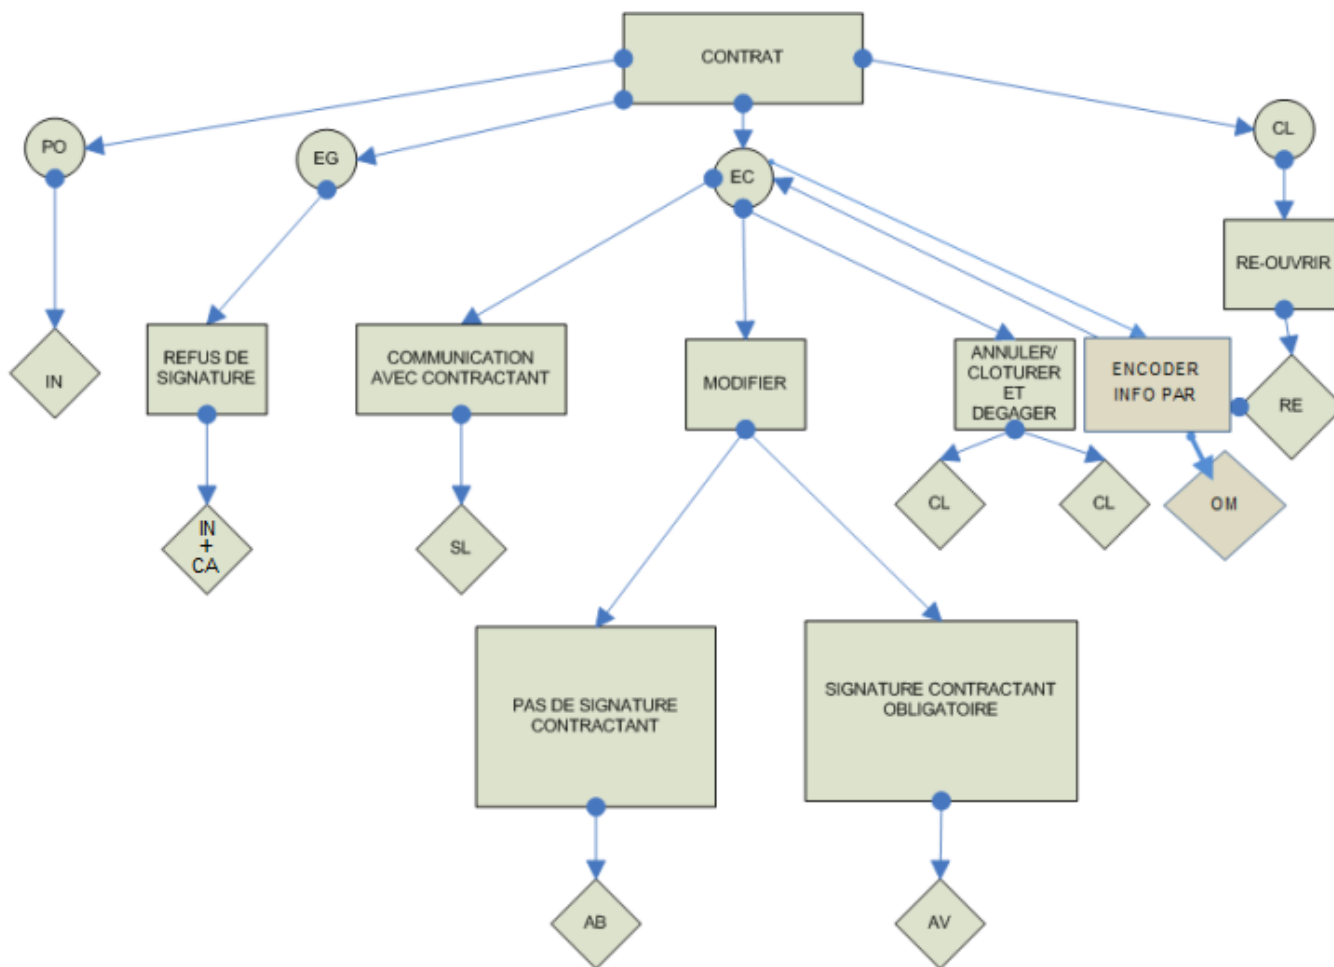 CONTRAT
PO
EG
EC
CL
RE-OUVRIR
REFUS DE
SIGNATURE
COMMUNICATION
AVEC CONTRACTANT
MODIFIER
ANNULER/
CLOTURER
ET
DEGAGER
ENCODER
INFO PAR
IN
RE
IN
+
CA
SL
CL
CL
OM
PAS DE SIGNATURE
CONTRACTANT
SIGNATURE CONTRACTANT
OBLIGATOIRE
AB
AV